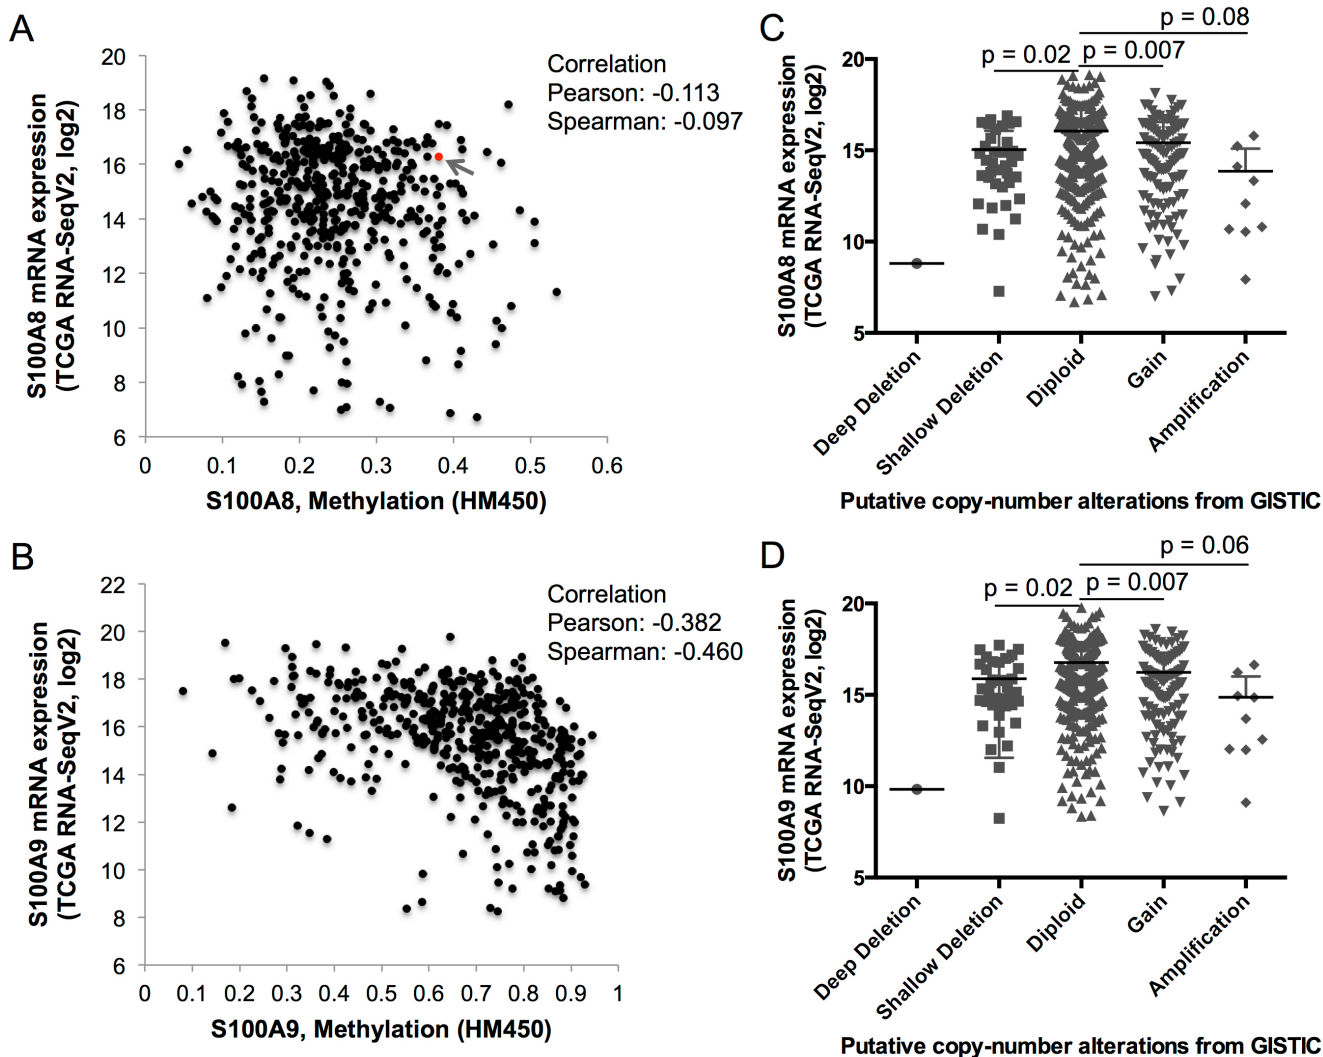 A
S100A8 mRNA expression
(TCGA RNA-SeqV2, log2)
20
18
16
14
12
10
8
6
Correlation
Pearson: -0.113
Spearman: -0.097
0 0.1 0.2 0.3 0.4 0.5 0.6
S100A8, Methylation (HM450)
B
S100A9 mRNA expression
(TCGA RNA-SeqV2, log2)
22
20
18
16
14
12
10
8
6
Correlation
Pearson: -0.382
Spearman: -0.460
0 0.1 0.2 0.3 0.4 0.5 0.6 0.7 0.8 0.9 1
S100A9, Methylation (HM450)
C
p = 0.08
p = 0.02 p = 0.007
S100A8 mRNA expression
(TCGA RNA-SeqV2, log2)
20
15
10
5
Deep Deletion
Shallow Deletion
Diploid
Gain
Amplification
Putative copy-number alterations from GISTIC
D
p = 0.06
p = 0.02 p = 0.007
S100A9 mRNA expression
(TCGA RNA-SeqV2, log2)
20
15
10
5
Deep Deletion
Shallow Deletion
Diploid
Gain
Amplification
Putative copy-number alterations from GISTIC